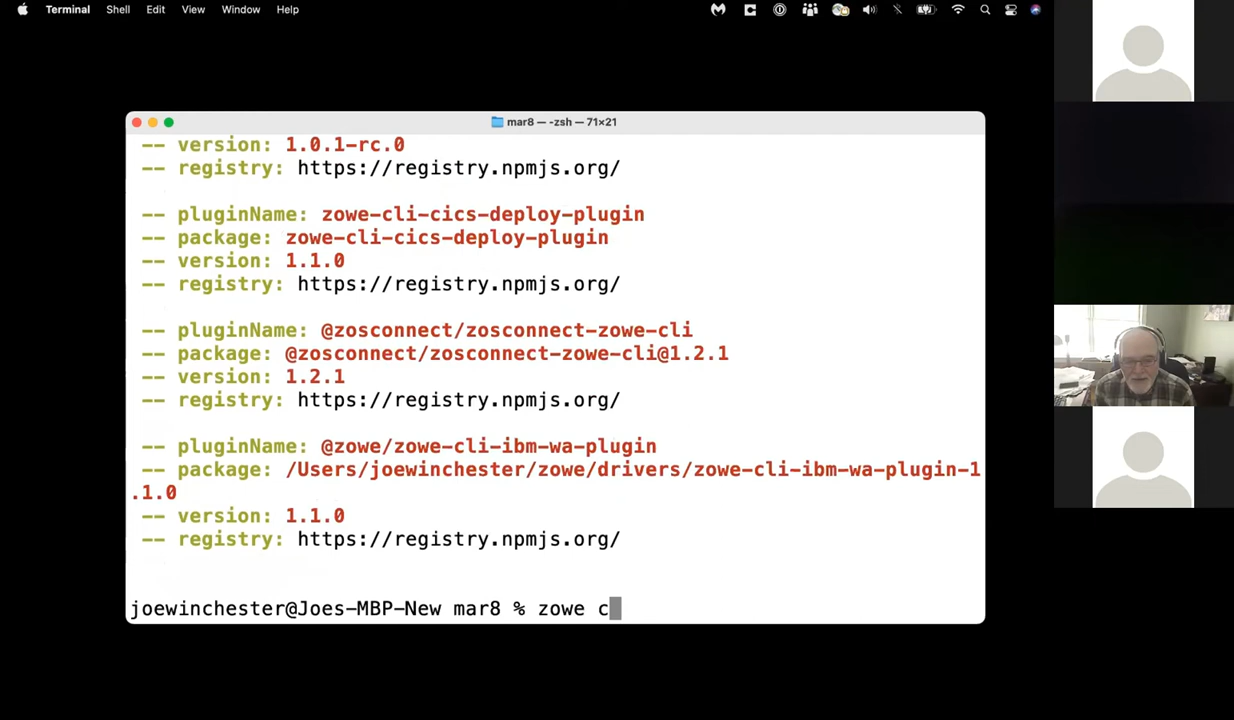 Terminal Shell Edit View Window Help
mar8 — -zsh — 71×21
-- version: 1.0.1-rc.0
-- registry: https://registry.npmjs.org/
-- pluginName: zowe-cli-cics-deploy-plugin
-- package: zowe-cli-cics-deploy-plugin
-- version: 1.1.0
-- registry: https://registry.npmjs.org/
-- pluginName: @zosconnect/zosconnect-zowe-cli
-- package: @zosconnect/zosconnect-zowe-cli@1.2.1
-- version: 1.2.1
-- registry: https://registry.npmjs.org/
-- pluginName: @zowe/zowe-cli-ibm-wa-plugin
-- package: /Users/joewinchester/zowe/drivers/zowe-cli-ibm-wa-plugin-1
.1.0
-- version: 1.1.0
-- registry: https://registry.npmjs.org/
joewinchester@Joes-MBP-New mar8 % zowe c